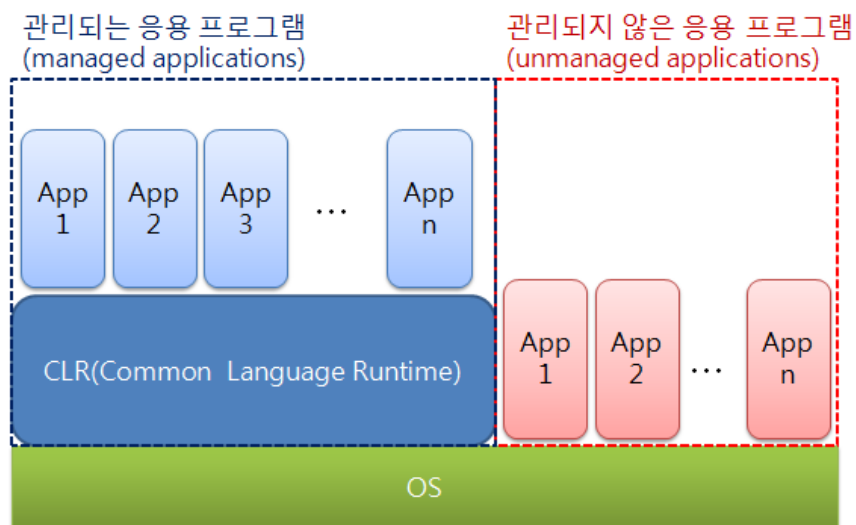 관리되는 응용 프로그램
(managed applications)
관리되지 않은 응용 프로그램
(unmanaged applications)
App
1
App
2
App
3
...
App
n
CLR(Common Language Runtime)
App
1
App
2
...
App
n
OS